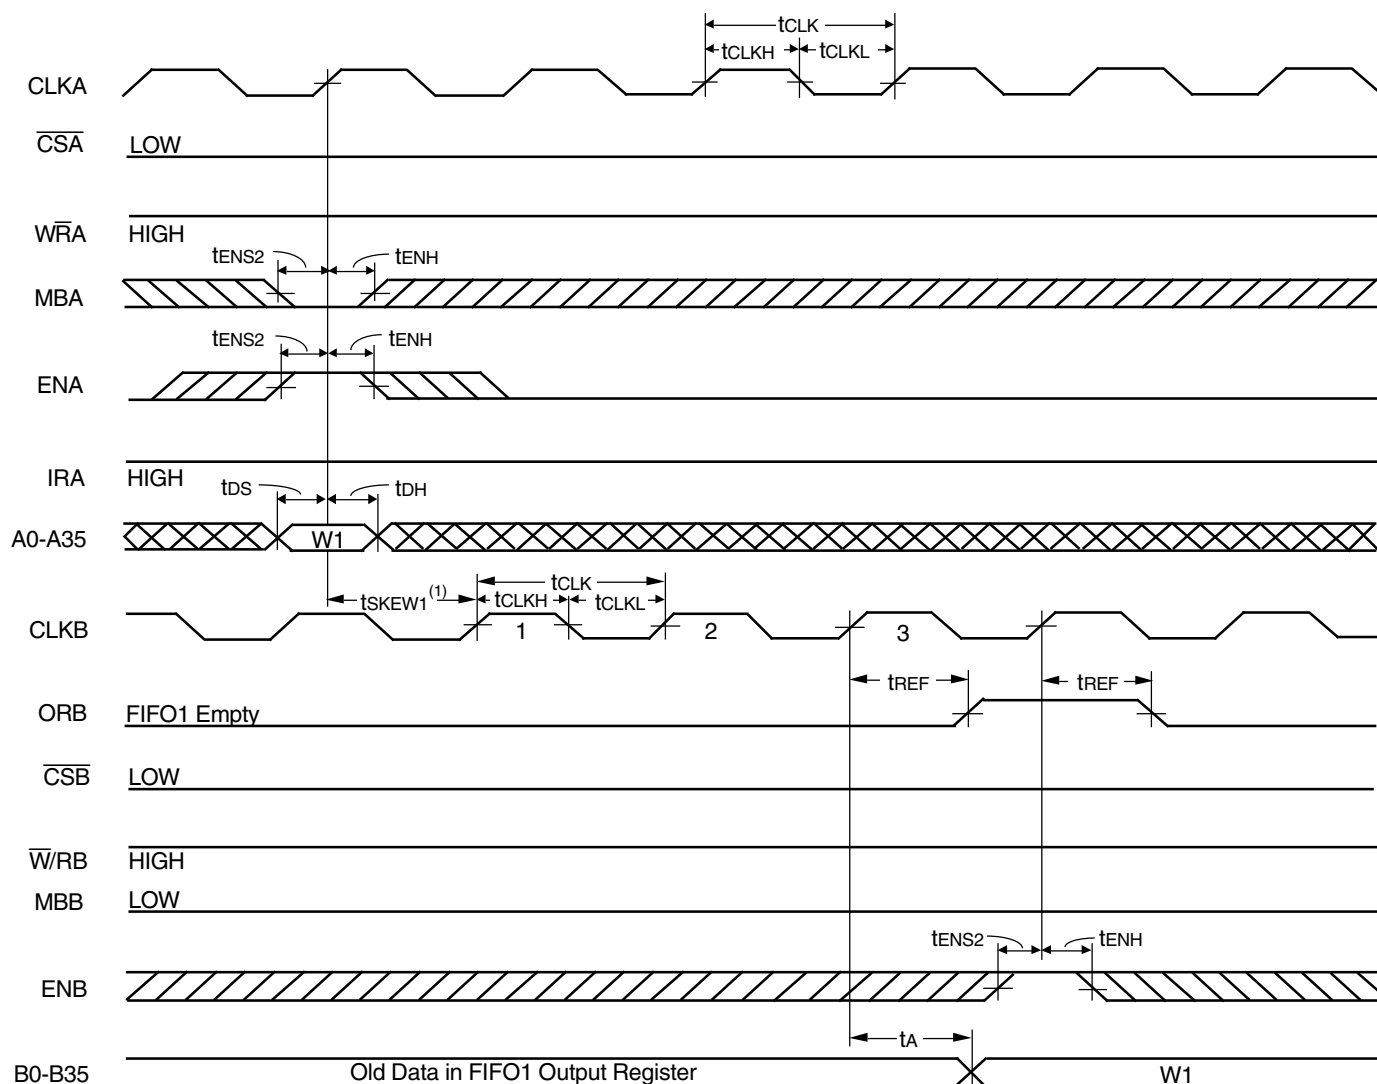 tCLK
tCLKH tCLKL
CLKA
CSA LOW
WRA HIGH
tENS2 tENH
MBA
tENS2 tENH
ENA
IRA HIGH
tDS tDH
A0-A35 W1
tCLK
tSKEW1(1) tCLKH tCLKL
CLKB 1 2 3
tREF tREF
ORB FIFO1 Empty
CSB LOW
W/RB HIGH
MBB LOW
tENS2 tENH
ENB
tA
B0-B35 Old Data in FIFO1 Output Register W1